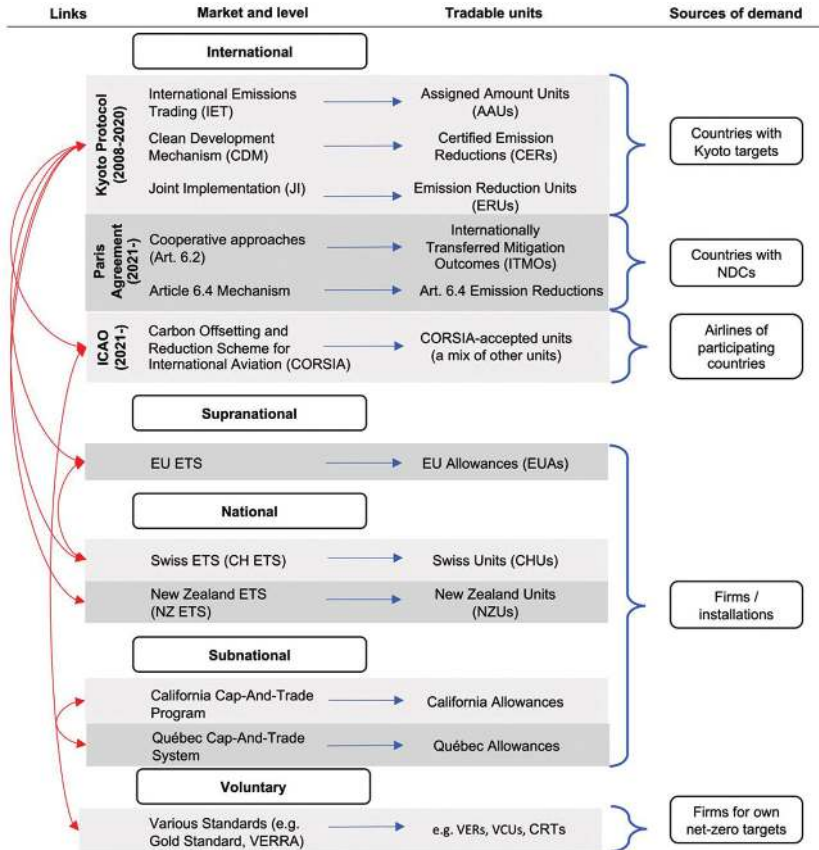 Links
Market and level
Tradable units
Sources of demand
International
Kyoto Protocol
(2008-2020)
International Emissions
Trading (IET)
Assigned Amount Units
(AAUs)
Clean Development
Mechanism (CDM)
Certified Emission
Reductions (CERs)
Joint Implementation (JI)
Emission Reduction Units
(ERUs)
Countries with
Kyoto targets
Paris
Agreement
(2021-)
Cooperative approaches
(Art. 6.2)
Internationally
Transferred Mitigation
Outcomes (ITMOs)
Article 6.4 Mechanism
Art. 6.4 Emission Reductions
Countries with
NDCs
ICAO
(2021-)
Carbon Offsetting and
Reduction Scheme for
International Aviation (CORSIA)
CORSIA-accepted units
(a mix of other units)
Airlines of
participating
countries
Supranational
EU ETS
EU Allowances (EUAs)
National
Swiss ETS (CH ETS)
Swiss Units (CHUs)
New Zealand ETS
(NZ ETS)
New Zealand Units
(NZUs)
Firms /
installations
Subnational
California Cap-And-Trade
Program
California Allowances
Québec Cap-And-Trade
System
Québec Allowances
Voluntary
Various Standards (e.g.
Gold Standard, VERRA)
e.g. VERs, VCUs, CRTs
Firms for own
net-zero targets